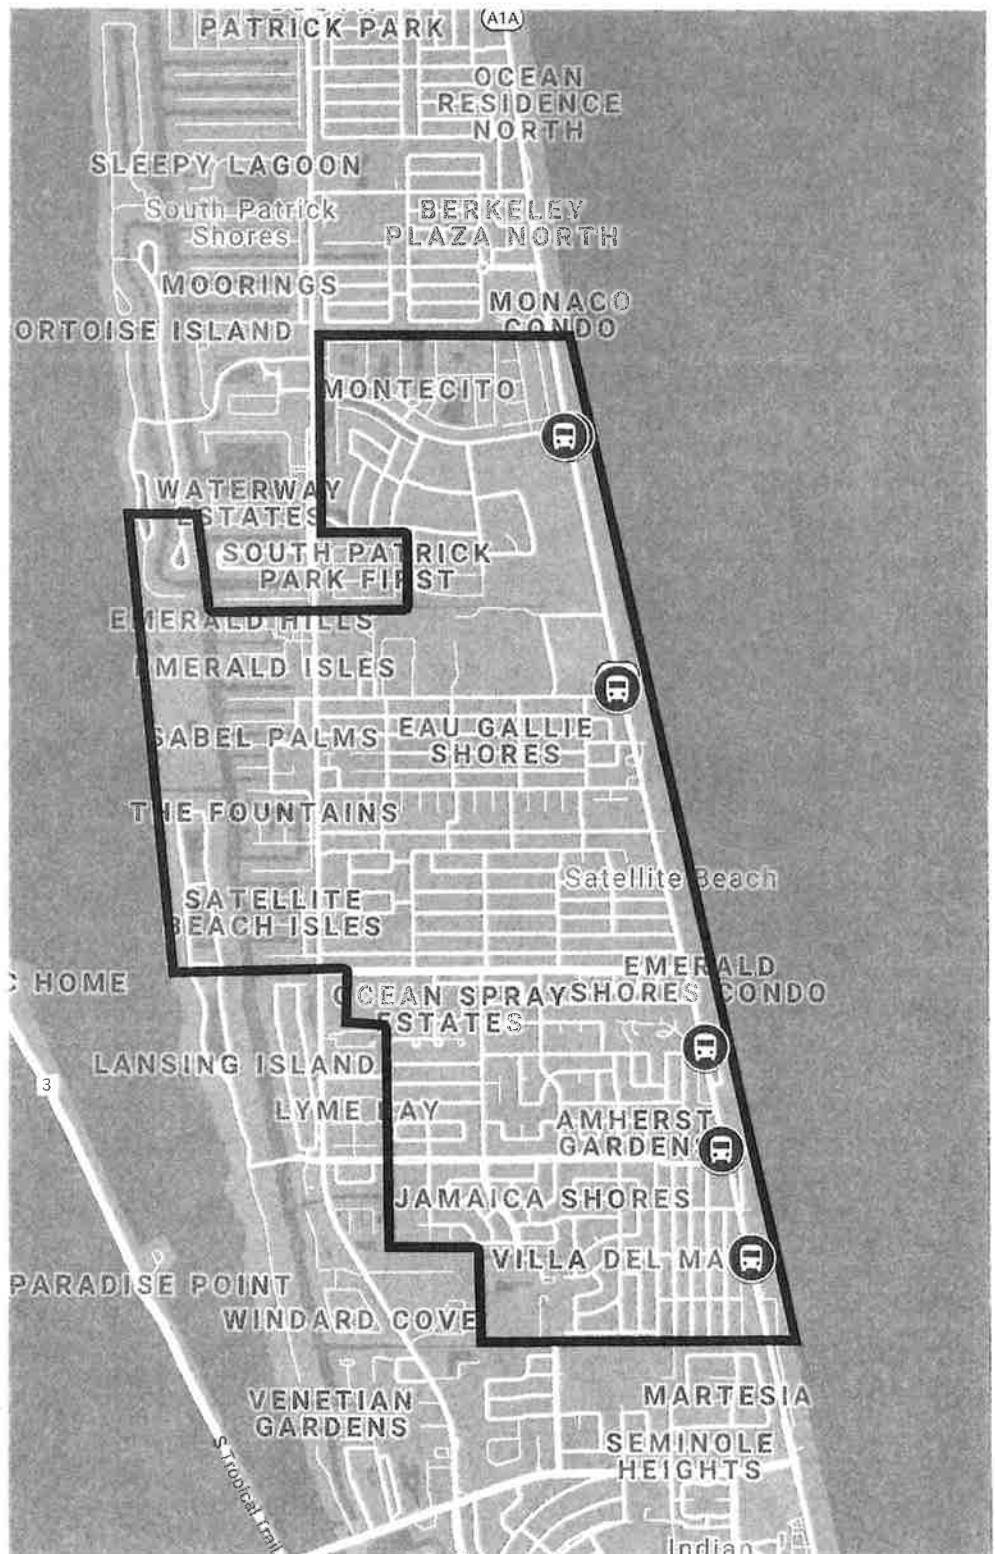 PATRICK PARK
A1A
OCEAN
RESIDENCE
NORTH
SLEEPY LAGOON
South Patrick
Shores
BERKELEY
PLAZA NORTH
MOORINGS
MONACO
CONDO
ORTOISE ISLAND
MONTECITO
WATERWAY
ESTATES
SOUTH PATRICK
PARK FIRST
EMERALD HILLS
EMERALD ISLES
SABEL PALMS
EAU GALLIE
SHORES
THE FOUNTAINS
Satellite Beach
SATELLITE
BEACH ISLES
EMERALD
SHORES CONDO
C HOME
OCEAN SPRAY
ESTATES
LANSING ISLAND
3
LYME BAY
AMHERST
GARDEN
JAMAICA SHORES
VILLA DEL MA
PARADISE POINT
WINDARD COVE
VENETIAN
GARDENS
MARTESIA
SEMINOLE
HEIGHTS
S Tropical Trail
Indian